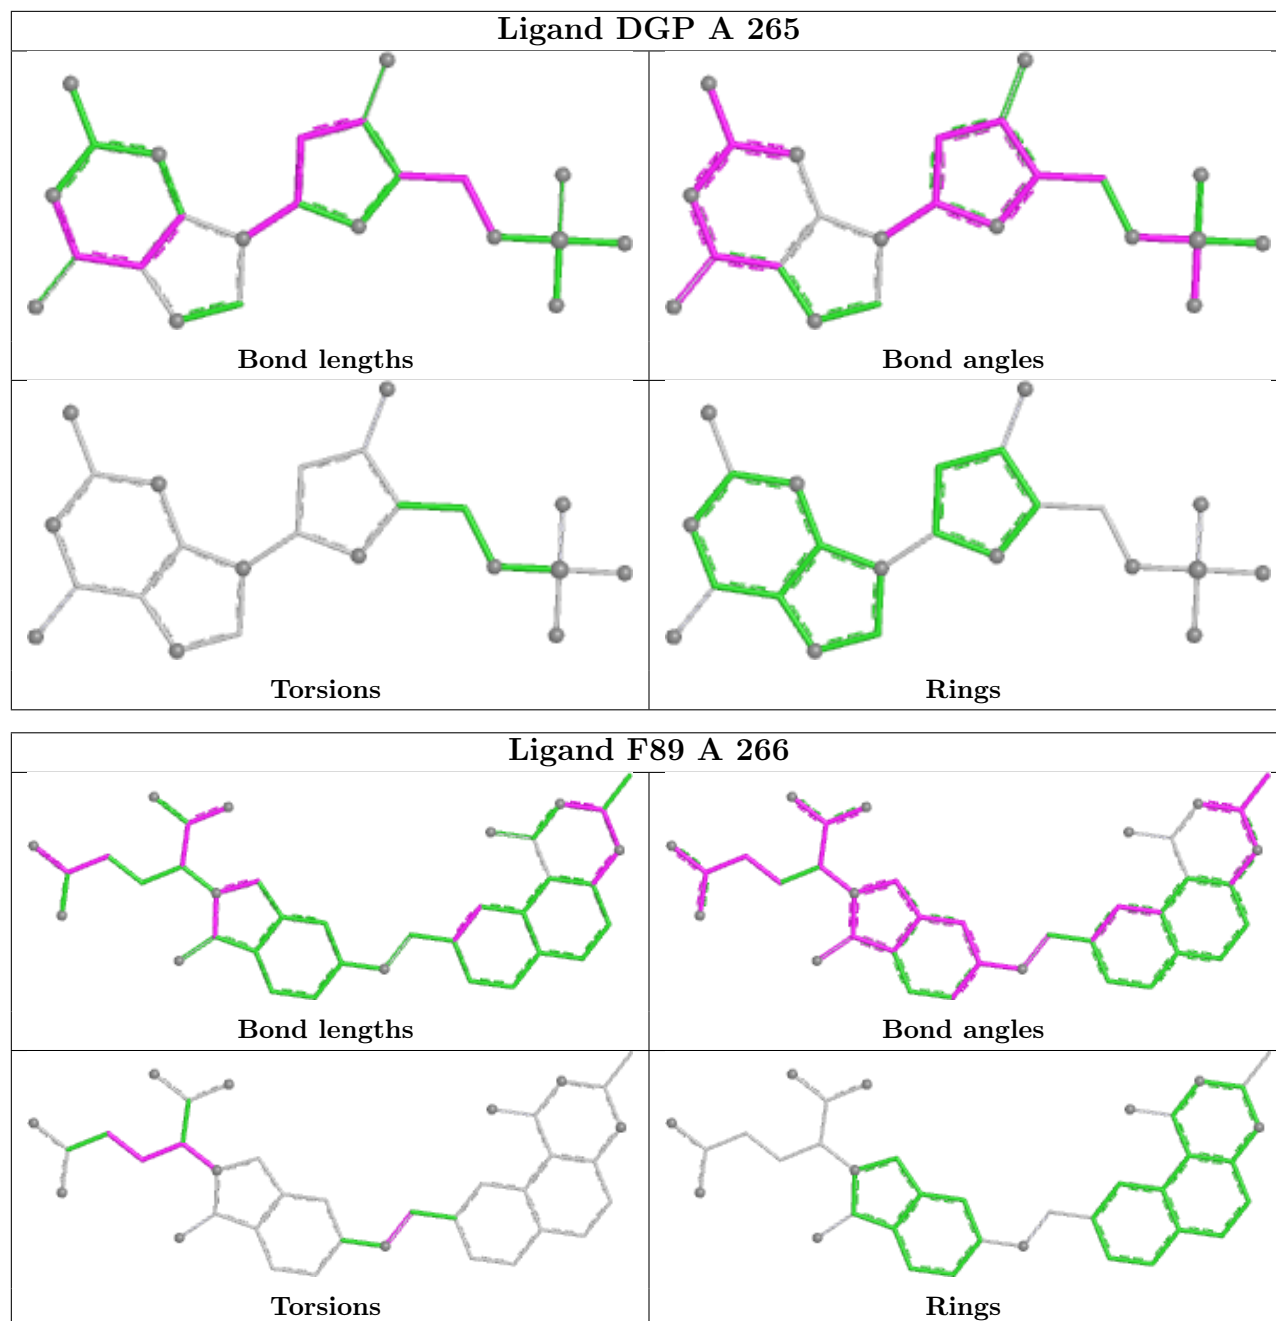 Ligand DGP A 265
Bond lengths
Bond angles
Torsions
Rings
Ligand F89 A 266
Bond lengths
Bond angles
Torsions
Rings